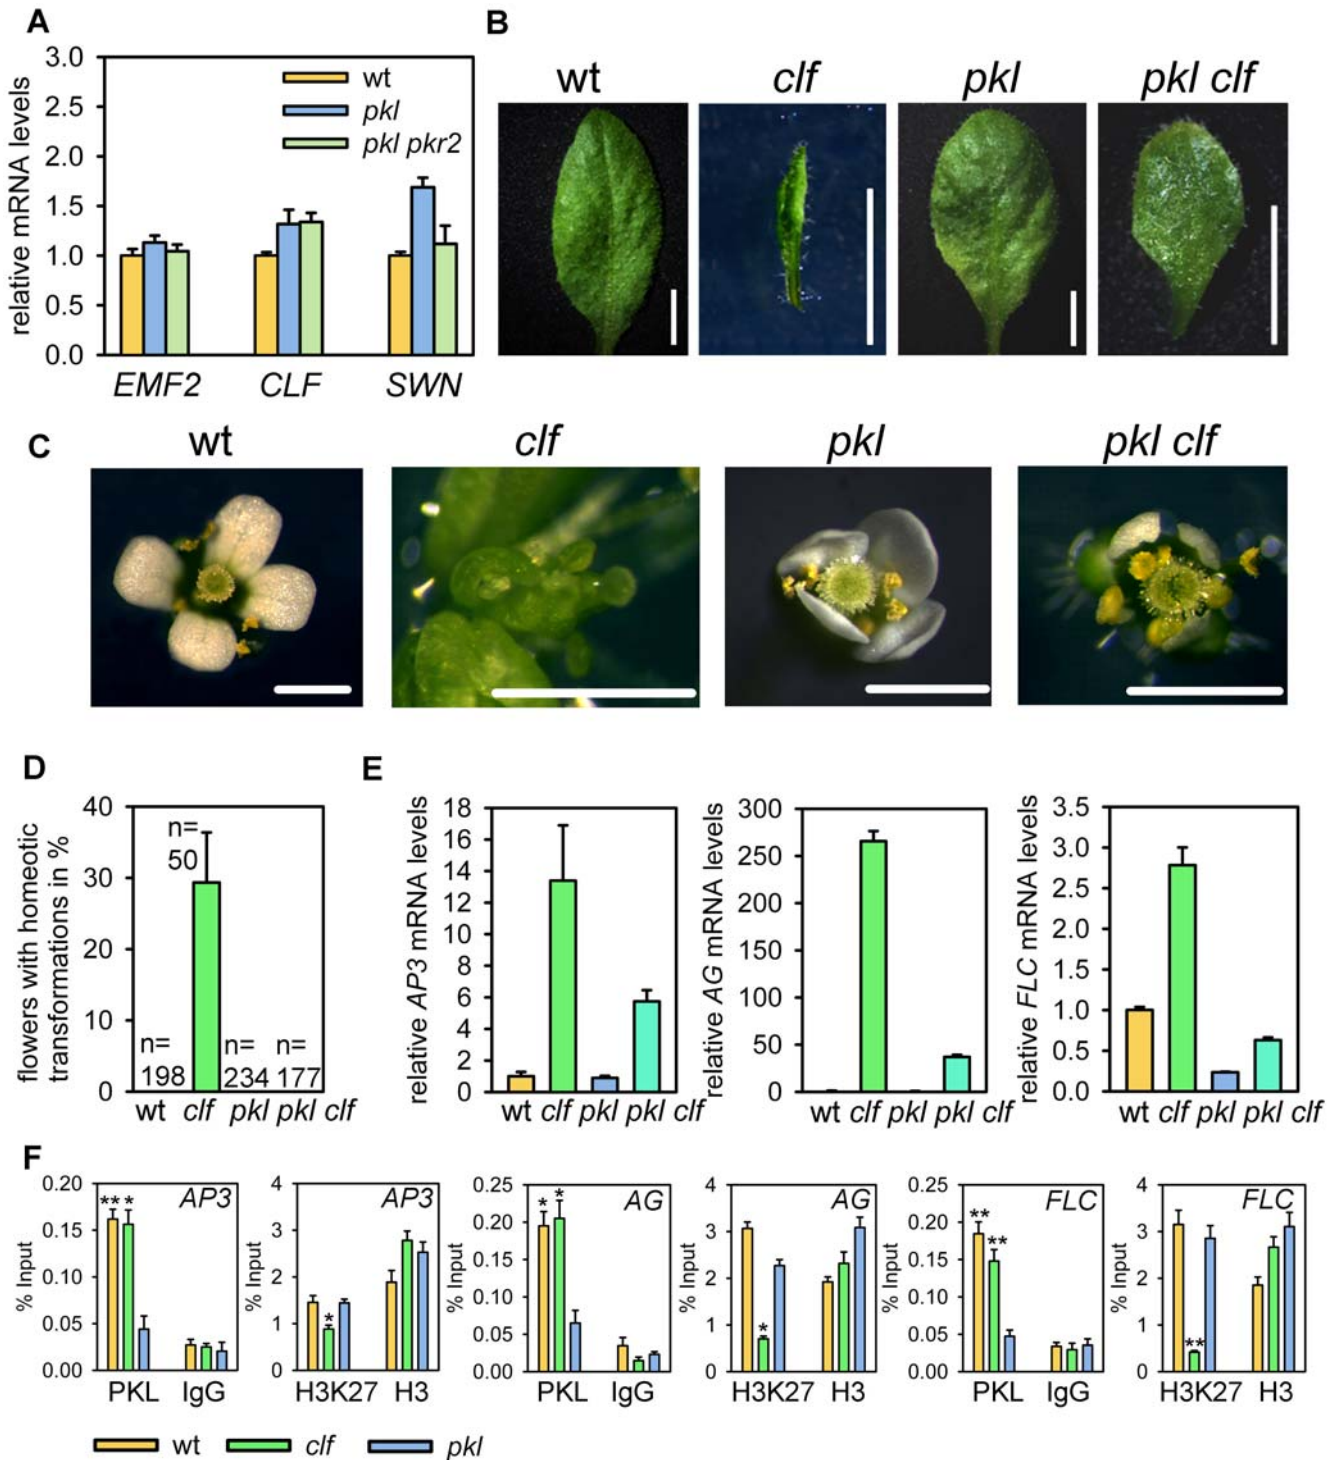 A
relative mRNA levels
3.0
2.5
2.0
1.5
1.0
0.5
0.0
wt
pkl
pkl pkr2
EMF2 CLF SWN
B
wt clf pkl pkl clf
C
wt clf pkl pkl clf
D
flowers with homeotic
transformations in %
40
30
20
10
0
n=
198
n=
50
n=
234
n=
177
wt clf pkl pkl clf
E
relative AP3 mRNA levels
18
16
14
12
10
8
6
4
2
0
wt clf pkl pkl clf
relative AG mRNA levels
300
250
200
150
100
50
0
wt clf pkl pkl clf
relative FLC mRNA levels
3.5
3.0
2.5
2.0
1.5
1.0
0.5
0.0
wt clf pkl pkl clf
F
% Input
0.20
0.15
0.10
0.05
0.00
** *
AP3
PKL IgG
% Input
4
3
2
1
0
*
AP3
H3K27 H3
% Input
0.25
0.20
0.15
0.10
0.05
0.00
* *
AG
PKL IgG
% Input
4
3
2
1
0
*
AG
H3K27 H3
% Input
0.25
0.20
0.15
0.10
0.05
0.00
** **
FLC
PKL IgG
% Input
4
3
2
1
0
**
FLC
H3K27 H3
wt clf pkl